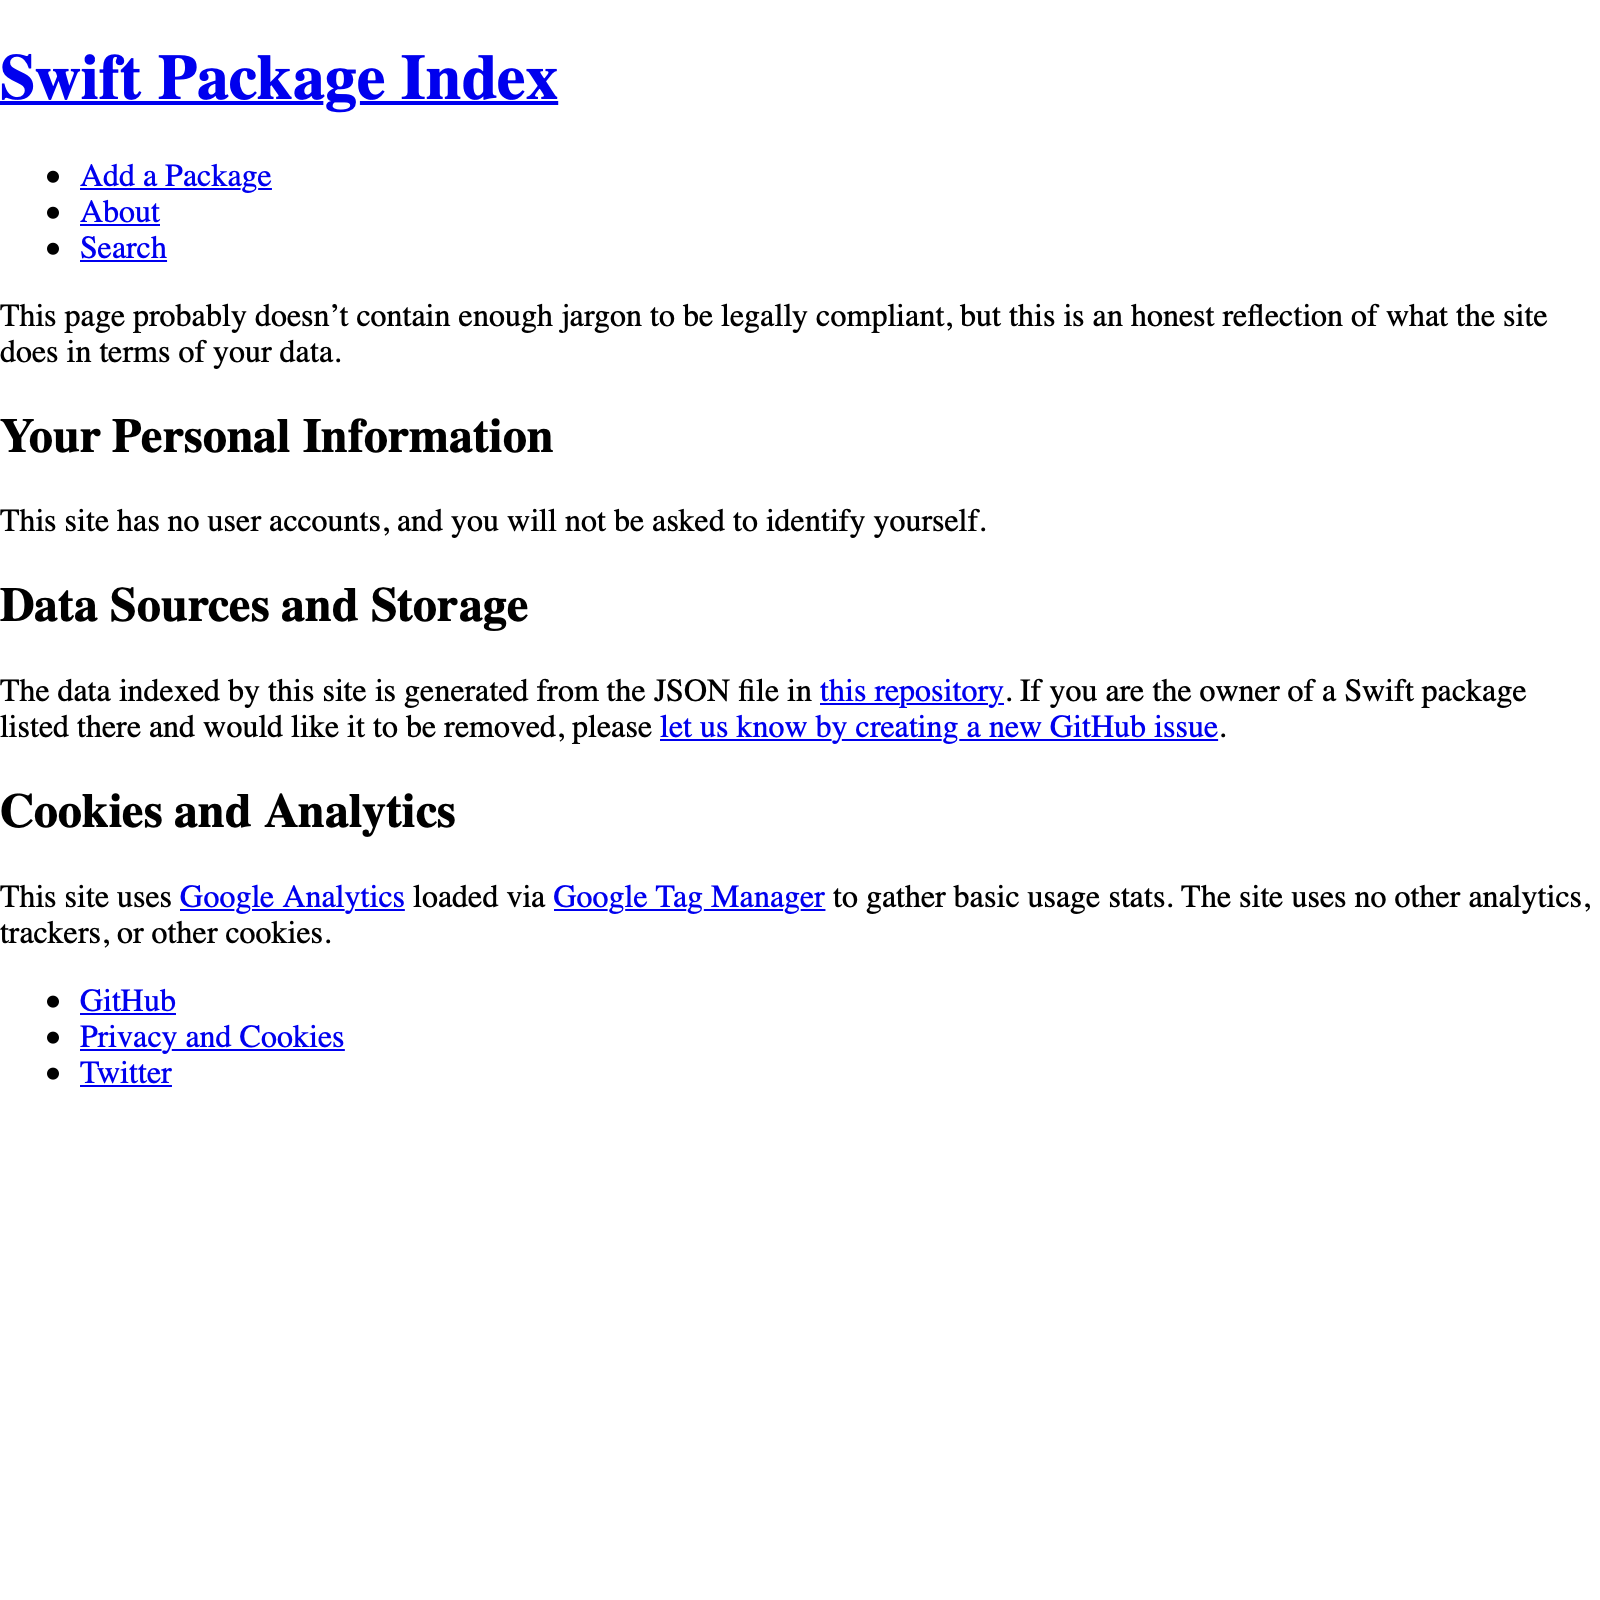 Swift Package Index
Add a Package
About
Search
This page probably doesn’t contain enough jargon to be legally compliant, but this is an honest reflection of what the site
does in terms of your data.
Your Personal Information
This site has no user accounts, and you will not be asked to identify yourself.
Data Sources and Storage
The data indexed by this site is generated from the JSON file in this repository. If you are the owner of a Swift package
listed there and would like it to be removed, please let us know by creating a new GitHub issue.
Cookies and Analytics
This site uses Google Analytics loaded via Google Tag Manager to gather basic usage stats. The site uses no other analytics,
trackers, or other cookies.
GitHub
Privacy and Cookies
Twitter